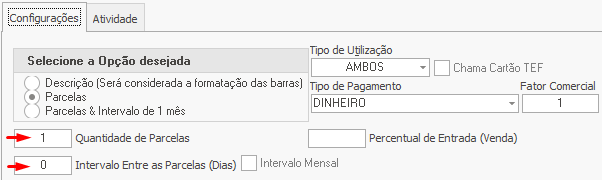 Configurações Atividade
Selecione a Opção desejada
Descrição (Será considerada a formatação das barras)
Parcelas
Parcelas & Intervalo de 1 mês
Tipo de Utilização
AMBOS Chama Cartão TEF
Tipo de Pagamento Fator Comercial
DINHEIRO 1
1 Quantidade de Parcelas Percentual de Entrada (Venda)
0 Intervalo Entre as Parcelas (Dias) Intervalo Mensal